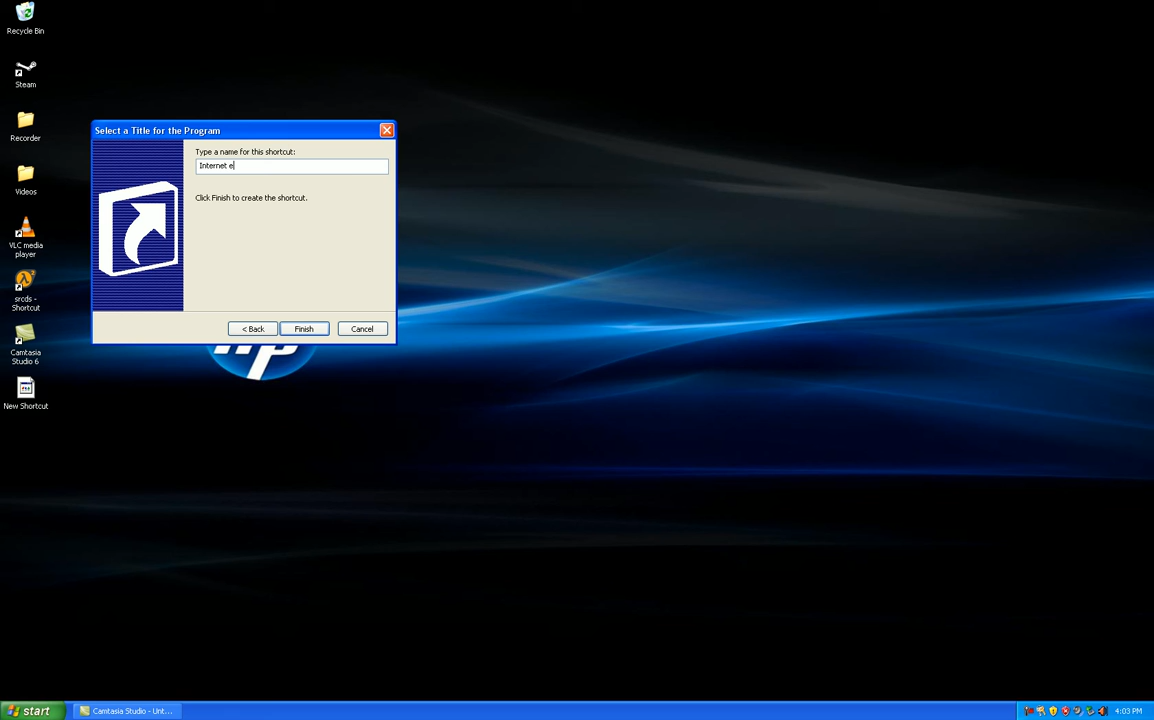 Recycle Bin
Steam
Recorder
Videos
VLC media
player
srcds -
Shortcut
Camtasia
Studio 6
New Shortcut
Select a Title for the Program
Type a name for this shortcut:
Internet e
Click Finish to create the shortcut.
< Back
Finish
Cancel
hp
start
Camtasia Studio - Unt...
4:03 PM